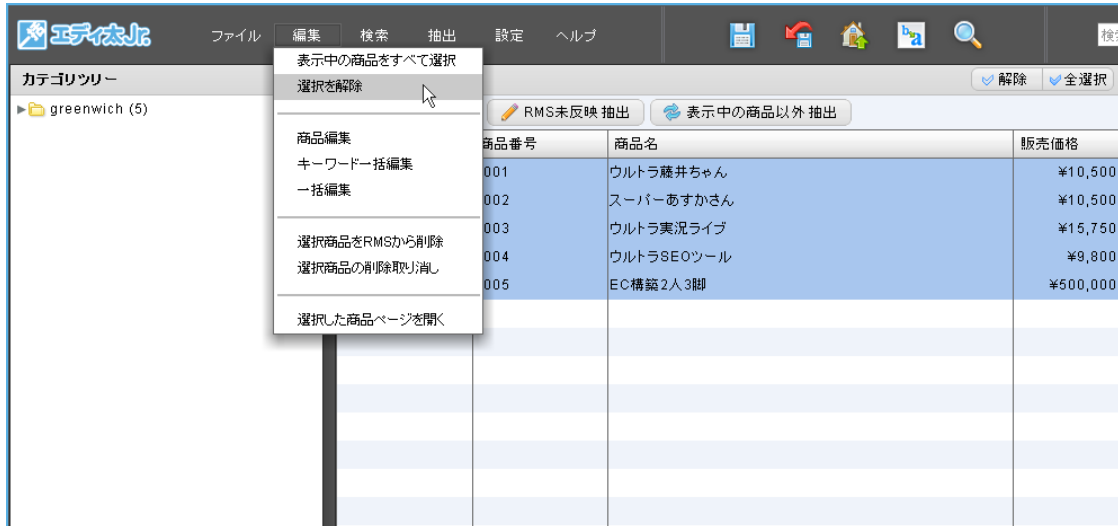 エディ太Jr.
ファイル 編集 検索 抽出 設定 ヘルプ
カテゴリツリー
解除 全選択
greenwich (5)
表示中の商品をすべて選択
選択を解除
商品編集
キーワード一括編集
一括編集
選択商品をRMSから削除
選択商品の削除取り消し
選択した商品ページを開く
RMS未反映 抽出 表示中の商品以外 抽出
商品番号 商品名 販売価格
001 ウルトラ藤井ちゃん ¥10,500
002 スーパーあすかさん ¥10,500
003 ウルトラ実況ライブ ¥15,750
004 ウルトラSEOツール ¥9,800
005 EC構築2人3脚 ¥500,000